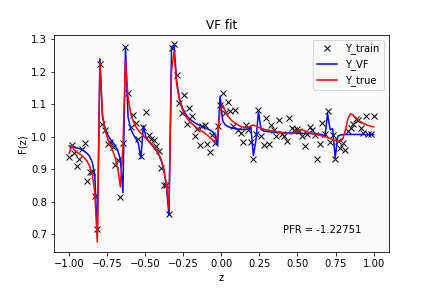 VF fit
1.3
1.2
1.1
1.0
0.9
0.8
0.7
F(z)
Y_train
Y_VF
Y_true
PFR = -1.22751
-1.00 -0.75 -0.50 -0.25 0.00 0.25 0.50 0.75 1.00
z